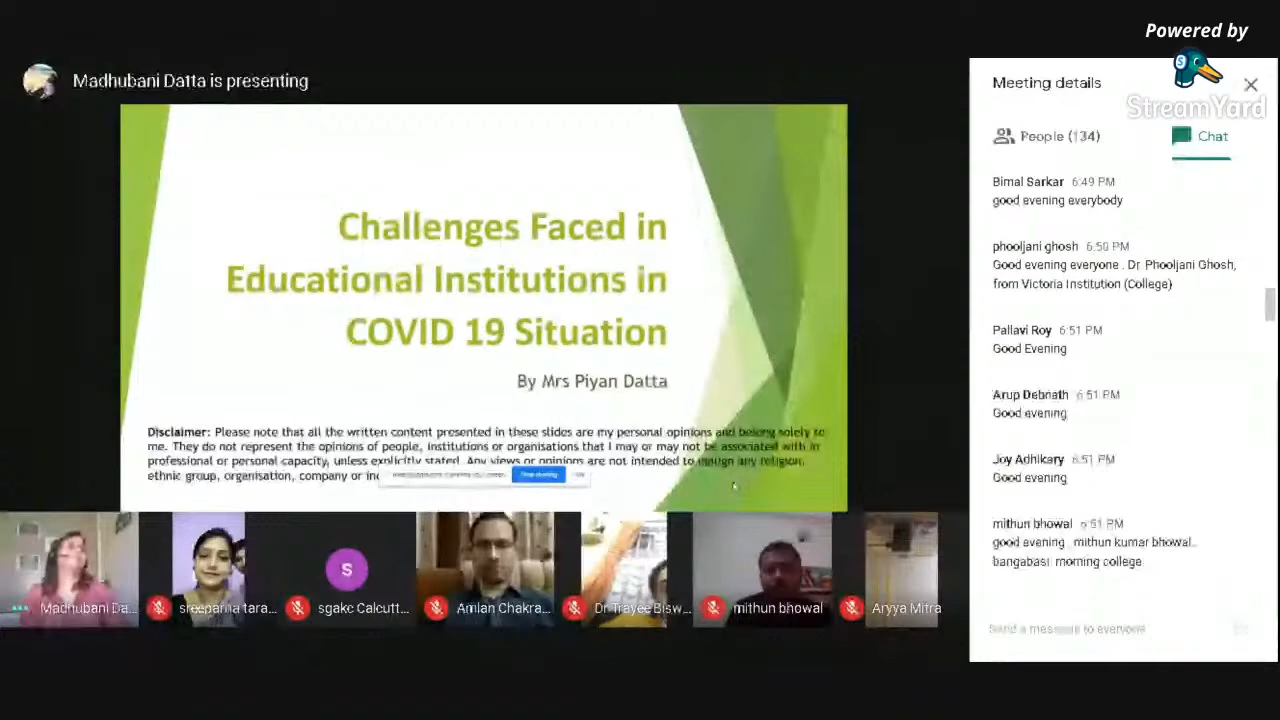 Powered by
StreamYard
Madhubani Datta is presenting
Challenges Faced in
Educational Institutions in
COVID 19 Situation
By Mrs Piyan Datta
Disclaimer: Please note that all the written content presented in these slides are my personal opinions and belong solely to
me. They do not represent the opinions of people, institutions or organisations that I may or may not be associated with in
professional or personal capacity, unless explicitly stated. Any views or opinions are not intended to malign any religion,
ethnic group, organisation, company or
Stop sharing
Madhubani Da...
sreeparna tara...
S
sgakc Calcutt...
Amlan Chakra...
Dr Trayee Bisw...
mithun bhowal
Aryya Mitra
Meeting details
People (134)
Chat
Bimal Sarkar 6:49 PM
good evening everybody
phooljani ghosh 6:50 PM
Good evening everyone . Dr. Phooljani Ghosh,
from Victoria Institution (College)
Pallavi Roy 6:51 PM
Good Evening
Arup Debnath 6:51 PM
Good evening
Joy Adhikary 6:51 PM
Good evening
mithun bhowal 6:51 PM
good evening mithun kumar bhowal
bangabasi morning college
Send a message to everyone